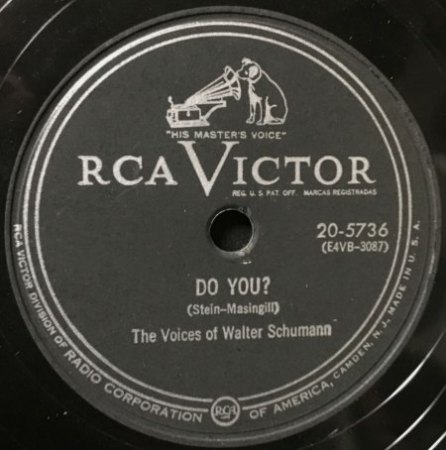 "HIS MASTER'S VOICE"
RCA VICTOR
REG. U. S. PAT. OFF. MARCAS REGISTRADAS
20-5736
(E4VB-3087)
DO YOU?
(Stein-Masingill)
The Voices of Walter Schumann
RCA VICTOR DIVISION OF RADIO CORPORATION RCA OF AMERICA, CAMDEN, N. J. MADE IN U. S. A.